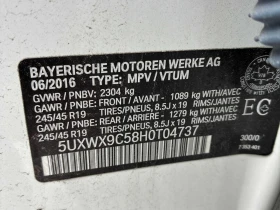 BAYERISCHE MOTOREN WERKE AG
06/2016 TYPE: MPV / VTUM
GVWR / PNBV: 2304 kg
GAWR / PNBE: FRONT / AVANT - 1089 kg WITH/AVEC
245/45 R19 TIRES/PNEUS, 8.5J x 19 RIMS/JANTES
GAWR / PNBE: REAR / ARRIERE - 1279 kg WITH/AVEC
245/45 R19 TIRES/PNEUS, 8.5J x 19 RIMS/JANTES
EC
5UXWX9C58H0T04737
300/0